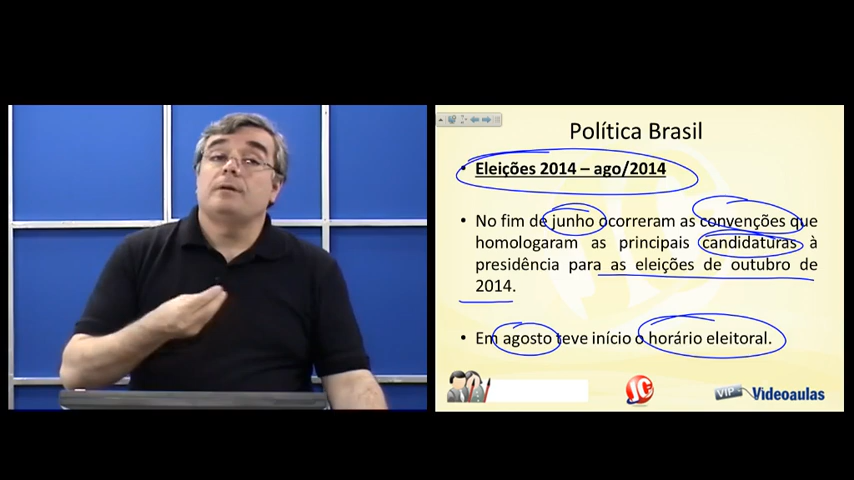 Política Brasil
• Eleições 2014 – ago/2014
• No fim de junho ocorreram as convenções que
homologaram as principais candidaturas à
presidência para as eleições de outubro de
2014.
• Em agosto teve início o horário eleitoral.
JC
VIP Videoaulas